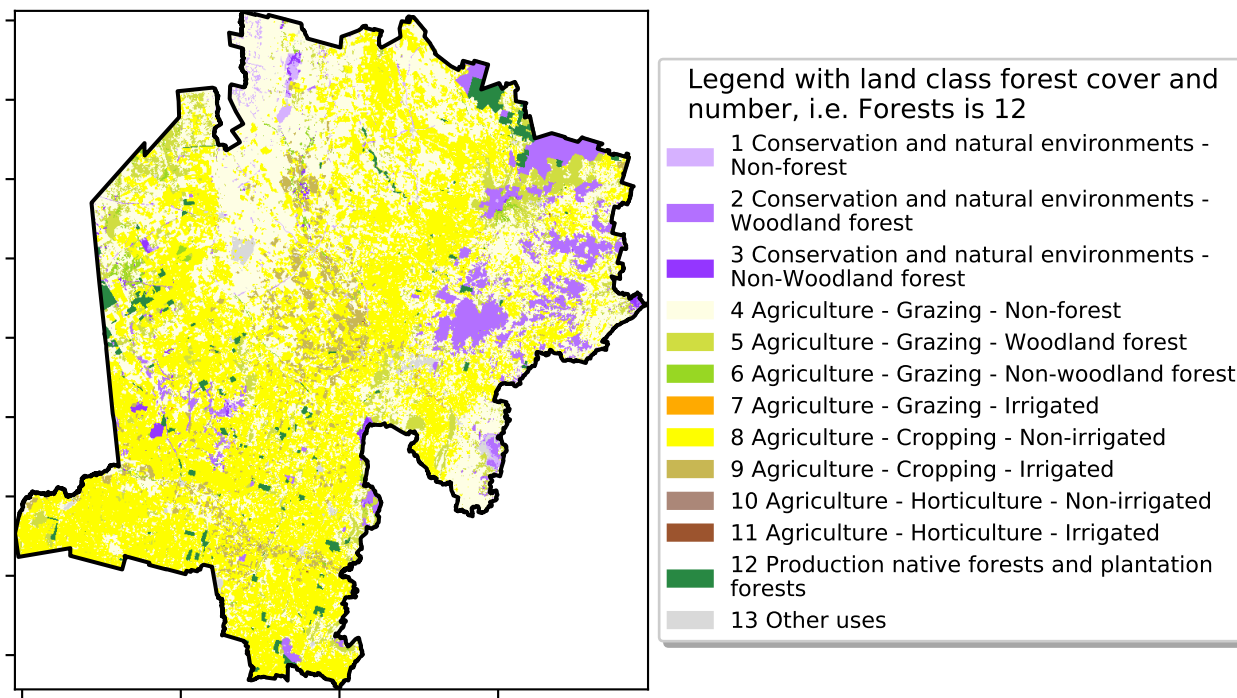 Legend with land class forest cover and
number, i.e. Forests is 12
1 Conservation and natural environments -
Non-forest
2 Conservation and natural environments -
Woodland forest
3 Conservation and natural environments -
Non-Woodland forest
4 Agriculture - Grazing - Non-forest
5 Agriculture - Grazing - Woodland forest
6 Agriculture - Grazing - Non-woodland forest
7 Agriculture - Grazing - Irrigated
8 Agriculture - Cropping - Non-irrigated
9 Agriculture - Cropping - Irrigated
10 Agriculture - Horticulture - Non-irrigated
11 Agriculture - Horticulture - Irrigated
12 Production native forests and plantation
forests
13 Other uses